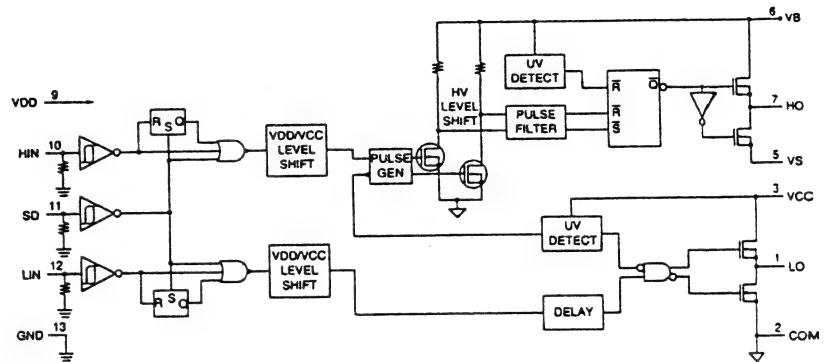 6 VB
UV
DETECT
R Q
R
S
HV
LEVEL
SHIFT
PULSE
FILTER
7 HO
5 VS
VDD 9
HIN 10
R S Q
VDD/VCC
LEVEL
SHIFT
PULSE
GEN
SD 11
3 VCC
UV
DETECT
LIN 12
R S Q
VDD/VCC
LEVEL
SHIFT
1 LO
DELAY
GND 13
2 COM